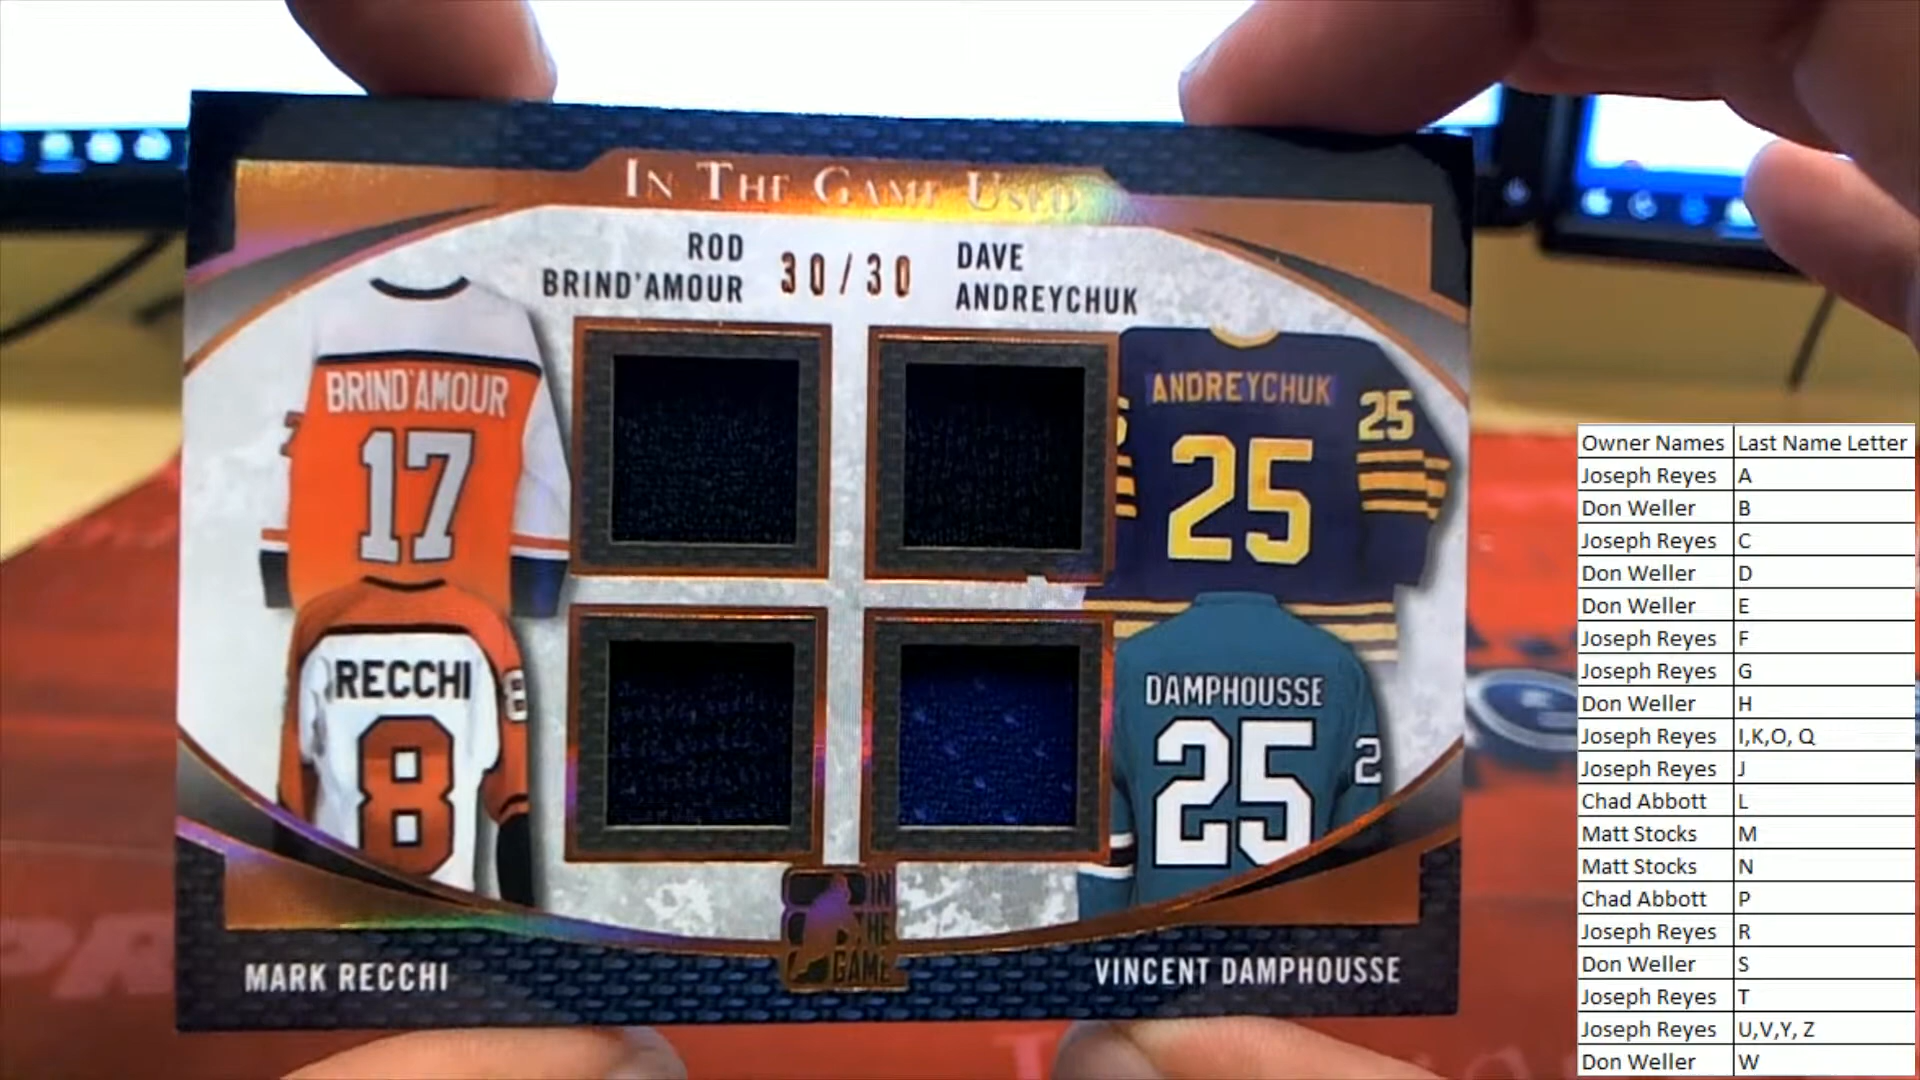 IN THE GAME USED
ROD
BRIND'AMOUR
30/30
DAVE
ANDREYCHUK
BRIND'AMOUR
17
ANDREYCHUK
25
25
RECCHI
8
8
DAMPHOUSSE
25
2
IN
THE
GAME
MARK RECCHI
VINCENT DAMPHOUSSE
Owner Names Last Name Letter
Joseph Reyes A
Don Weller B
Joseph Reyes C
Don Weller D
Don Weller E
Joseph Reyes F
Joseph Reyes G
Don Weller H
Joseph Reyes I,K,O, Q
Joseph Reyes J
Chad Abbott L
Matt Stocks M
Matt Stocks N
Chad Abbott P
Joseph Reyes R
Don Weller S
Joseph Reyes T
Joseph Reyes U,V,Y, Z
Don Weller W